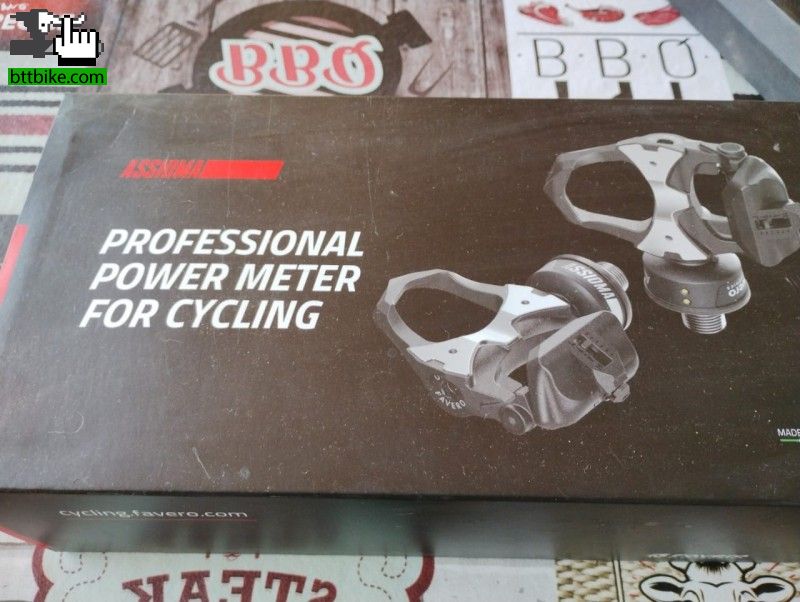 bttbike.com
BBQ
BBQ
ASSIOMA
PROFESSIONAL
POWER METER
FOR CYCLING
ASSIOMA
FAVERO
MADE
cycling.favero.com
STEAK